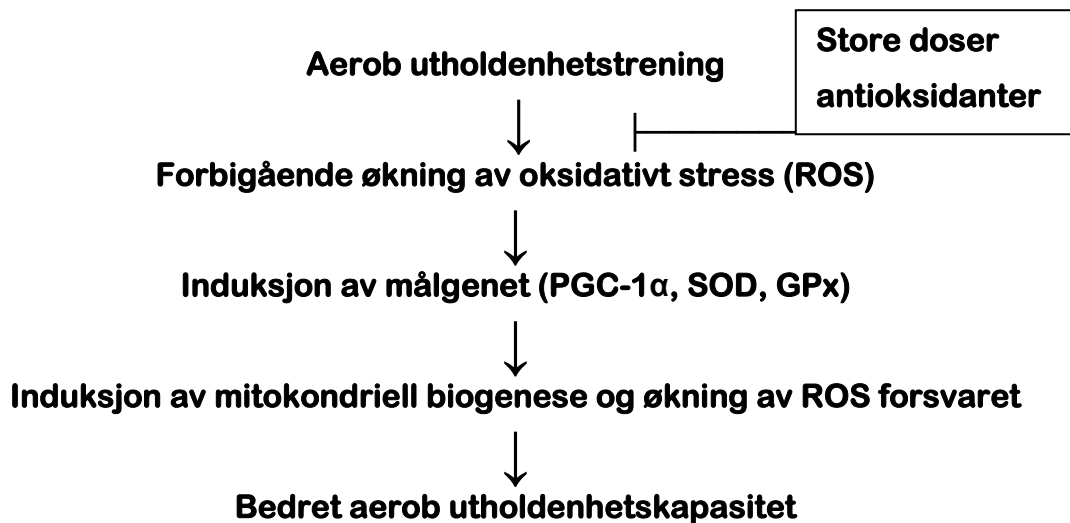 Store doser
antioksidanter
Aerob utholdenhetstrening
Forbigående økning av oksidativt stress (ROS)
Induksjon av målgenet (PGC-1α, SOD, GPx)
Induksjon av mitokondriell biogenese og økning av ROS forsvaret
Bedret aerob utholdenhetskapasitet